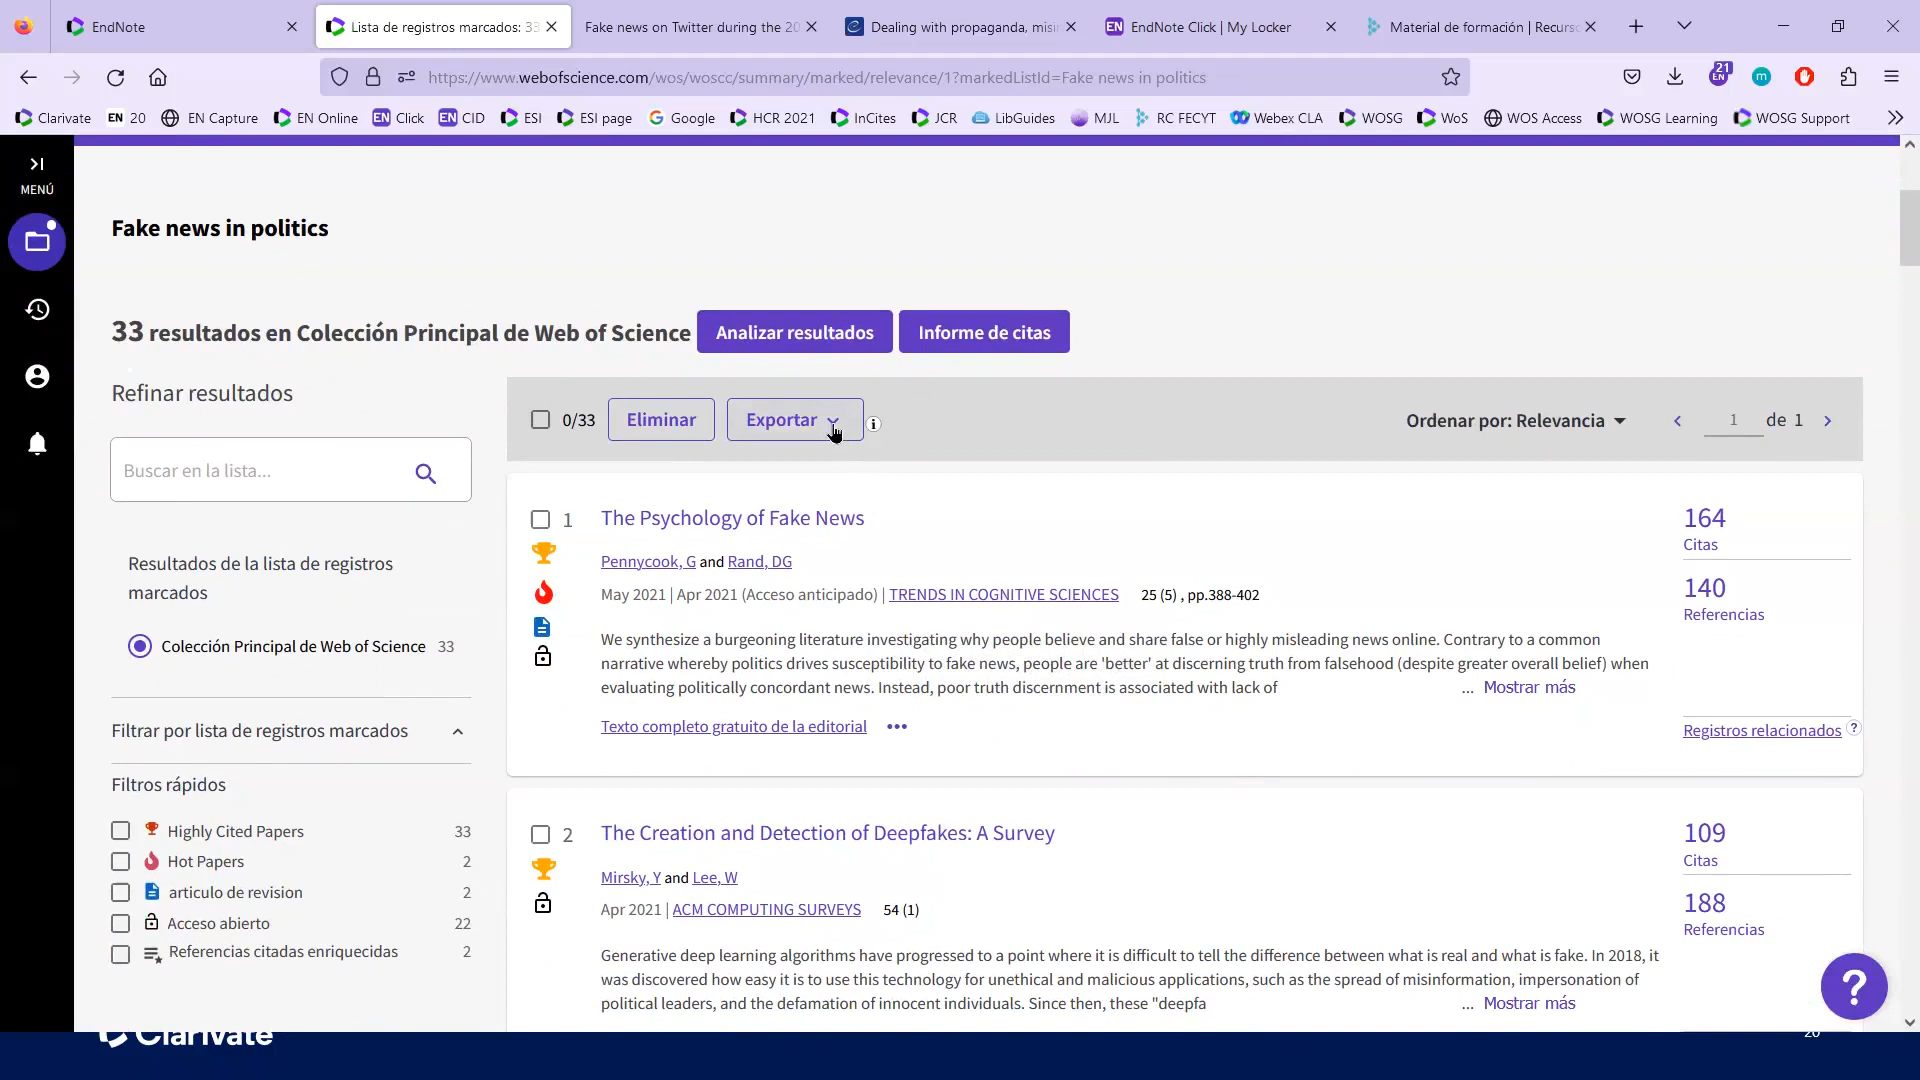 EndNote
Lista de registros marcados: 33
Fake news on Twitter during the 20
Dealing with propaganda, misin
EndNote Click | My Locker
Material de formación | Recurso
https://www.webofscience.com/wos/woscc/summary/marked/relevance/1?markedListId=Fake news in politics
21
EN
m
Clarivate
EN 20
EN Capture
EN Online
EN Click
EN CID
ESI
ESI page
Google
HCR 2021
InCites
JCR
LibGuides
MJL
RC FECYT
Webex CLA
WOSG
WoS
WOS Access
WOSG Learning
WOSG Support
MENÚ
Fake news in politics
33 resultados en Colección Principal de Web of Science
Analizar resultados
Informe de citas
Refinar resultados
Buscar en la lista...
Resultados de la lista de registros
marcados
Colección Principal de Web of Science 33
Filtrar por lista de registros marcados
Filtros rápidos
Highly Cited Papers 33
Hot Papers 2
articulo de revision 2
Acceso abierto 22
Referencias citadas enriquecidas 2
0/33
Eliminar
Exportar
Ordenar por: Relevancia
1 de 1
1 The Psychology of Fake News
Pennycook, G and Rand, DG
May 2021 | Apr 2021 (Acceso anticipado) | TRENDS IN COGNITIVE SCIENCES 25 (5) , pp.388-402
We synthesize a burgeoning literature investigating why people believe and share false or highly misleading news online. Contrary to a common
narrative whereby politics drives susceptibility to fake news, people are 'better' at discerning truth from falsehood (despite greater overall belief) when
evaluating politically concordant news. Instead, poor truth discernment is associated with lack of ... Mostrar más
Texto completo gratuito de la editorial •••
164
Citas
140
Referencias
Registros relacionados ?
2 The Creation and Detection of Deepfakes: A Survey
Mirsky, Y and Lee, W
Apr 2021 | ACM COMPUTING SURVEYS 54 (1)
Generative deep learning algorithms have progressed to a point where it is difficult to tell the difference between what is real and what is fake. In 2018, it
was discovered how easy it is to use this technology for unethical and malicious applications, such as the spread of misinformation, impersonation of
political leaders, and the defamation of innocent individuals. Since then, these "deepfa ... Mostrar más
109
Citas
188
Referencias
?
Clarivate
20